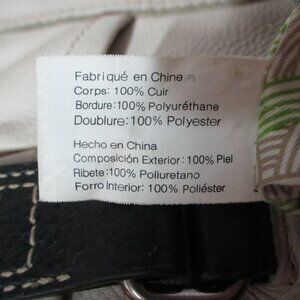 Fabriqué en Chine
Corps: 100% Cuir
Bordure:100% Polyuréthane
Doublure:100% Polyester
Hecho en China
Composición Exterior: 100% Piel
Ribete:100% Poliuretano
Forro Interior: 100% Poliéster